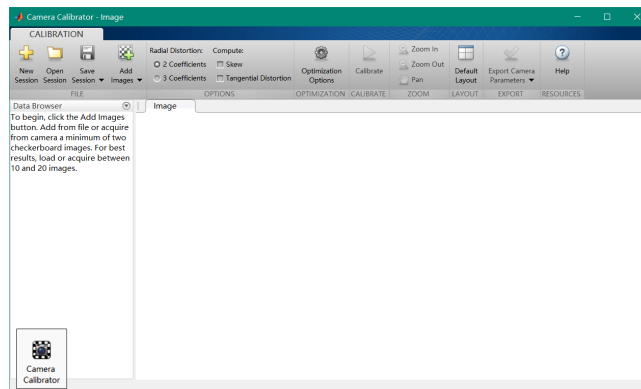 Camera Calibrator - Image
CALIBRATION
New Session
Open Session
Save Session
Add Images
FILE
Radial Distortion:
2 Coefficients
3 Coefficients
Compute:
Skew
Tangential Distortion
OPTIONS
Optimization Options
OPTIMIZATION
Calibrate
CALIBRATE
Zoom In
Zoom Out
Pan
ZOOM
Default Layout
LAYOUT
Export Camera Parameters
EXPORT
Help
RESOURCES
Data Browser
To begin, click the Add Images
button. Add from file or acquire
from camera a minimum of two
checkerboard images. For best
results, load or acquire between
10 and 20 images.
Image
Camera
Calibrator